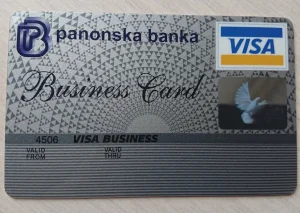 panonska banka
VISA
Business Card
4506 VISA BUSINESS
VALID FROM VALID THRU